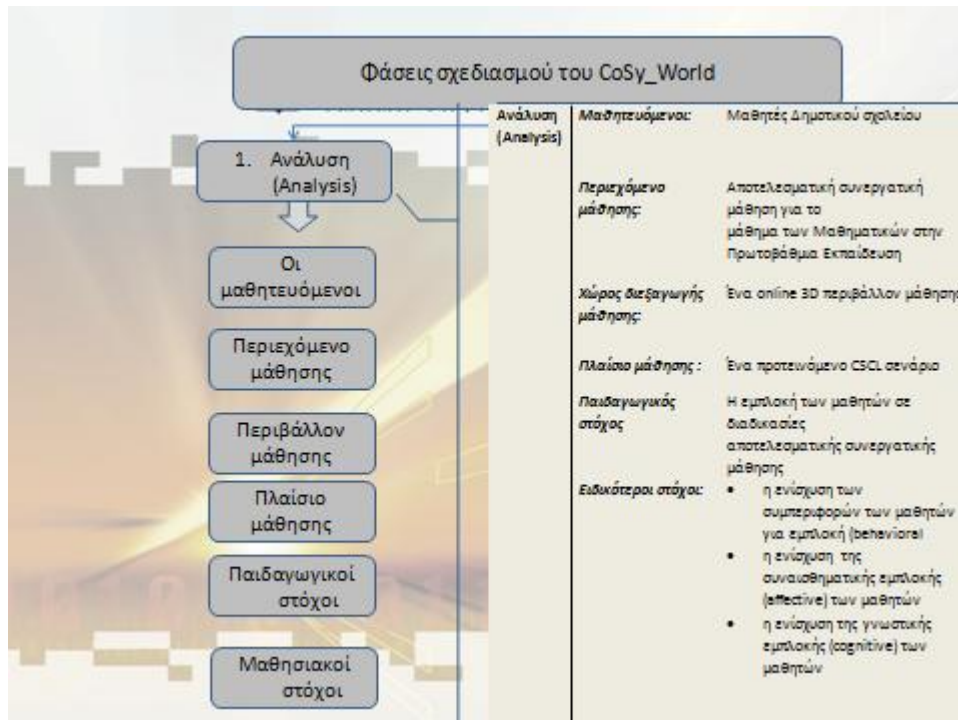 Φάσεις σχεδιασμού του CoSy_World
1. Ανάλυση
(Analysis)
Οι
μαθητευόμενοι
Περιεχόμενο
μάθησης
Περιβάλλον
μάθησης
Πλαίσιο
μάθησης
Παιδαγωγικοί
στόχοι
Μαθησιακοί
στόχοι
Ανάλυση
(Analysis)
Μαθητευόμενοι: Μαθητές Δημοτικού σχολείου
Περιεχόμενο Αποτελεσματική συνεργατική
μάθησης: μάθηση για το
μάθημα των Μαθηματικών στην
Πρωτοβάθμια Εκπαίδευση
Χώρος διεξαγωγής Ένα online 3D περιβάλλον μάθησης
μάθησης:
Πλαίσιο μάθησης : Ένα προτεινόμενο CSCL σενάριο
Παιδαγωγικός Η εμπλοκή των μαθητών σε
στόχος διαδικασίες
αποτελεσματικής συνεργατικής
μάθησης
Ειδικότεροι στόχοι: • η ενίσχυση των
συμπεριφορών των μαθητών
για εμπλοκή (behavioral
• η ενίσχυση της
συναισθηματικής εμπλοκής
(affective) των μαθητών
• η ενίσχυση της γνωστικής
εμπλοκής (cognitive) των
μαθητών